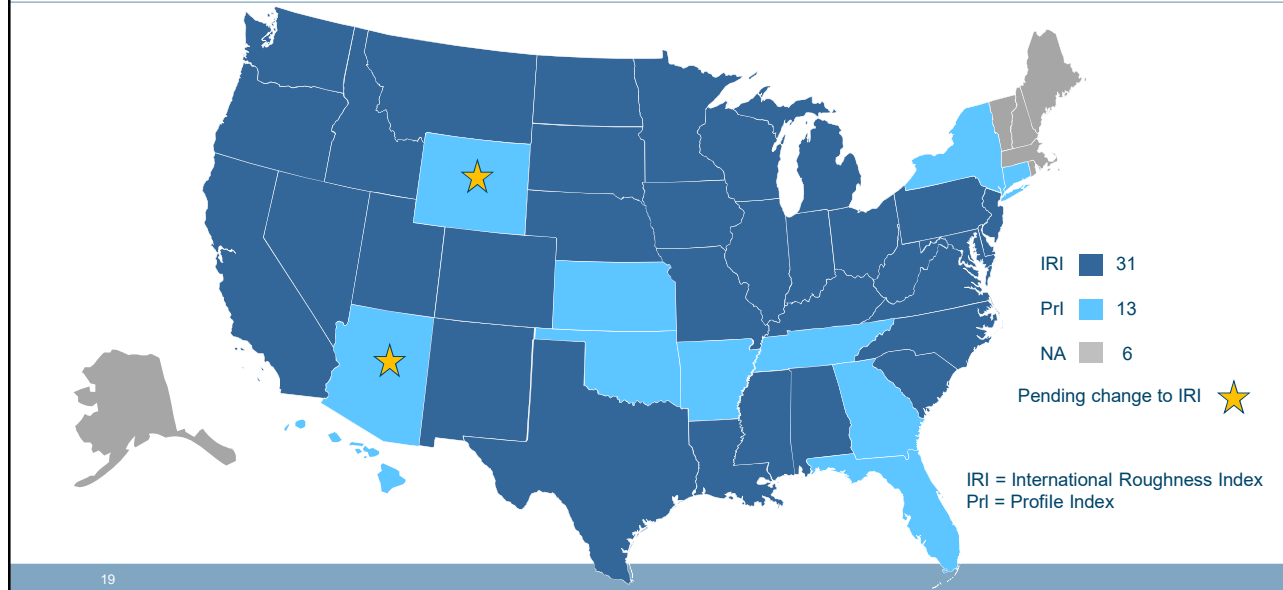 IRI 31
PrI 13
NA 6
Pending change to IRI
IRI = International Roughness Index
PrI = Profile Index
19